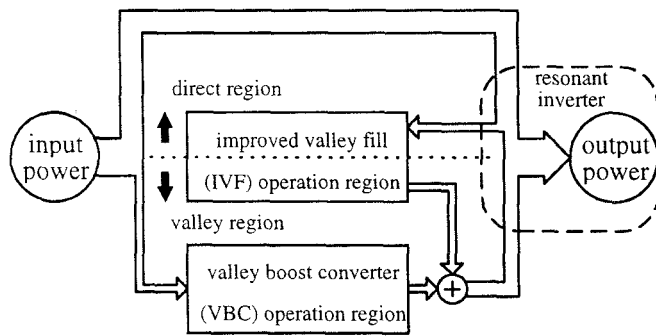 direct region
resonant
inverter
input
power
improved valley fill
(IVF) operation region
output
power
valley region
valley boost converter
(VBC) operation region
+